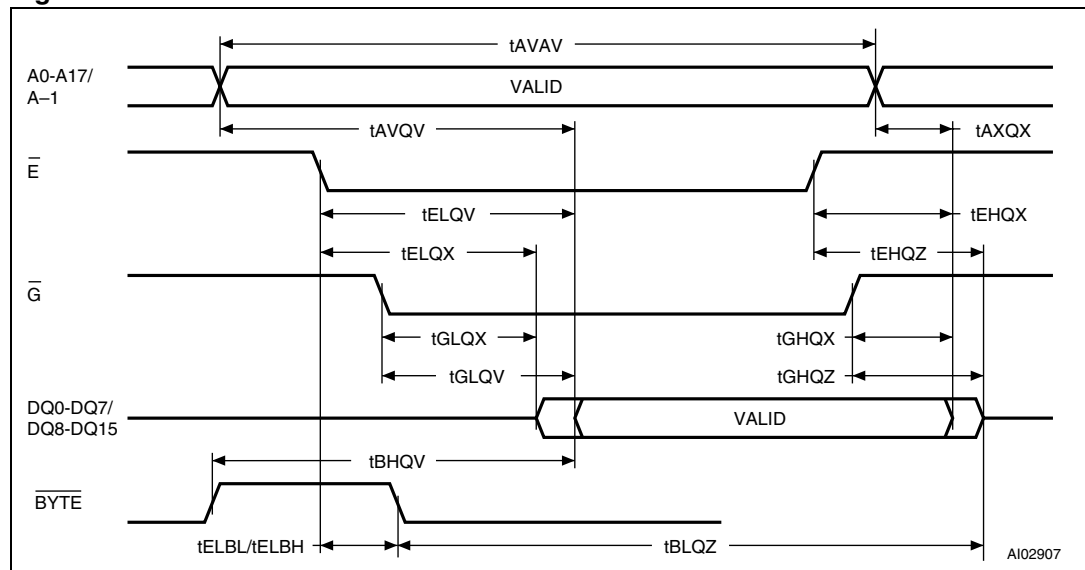 tAVAV
A0-A17/
A–1
VALID
tAVQV
tAXQX
E
tELQV
tEHQX
tELQX
tEHQZ
G
tGLQX
tGHQX
tGLQV
tGHQZ
DQ0-DQ7/
DQ8-DQ15
VALID
tBHQV
BYTE
tELBL/tELBH
tBLQZ
AI02907